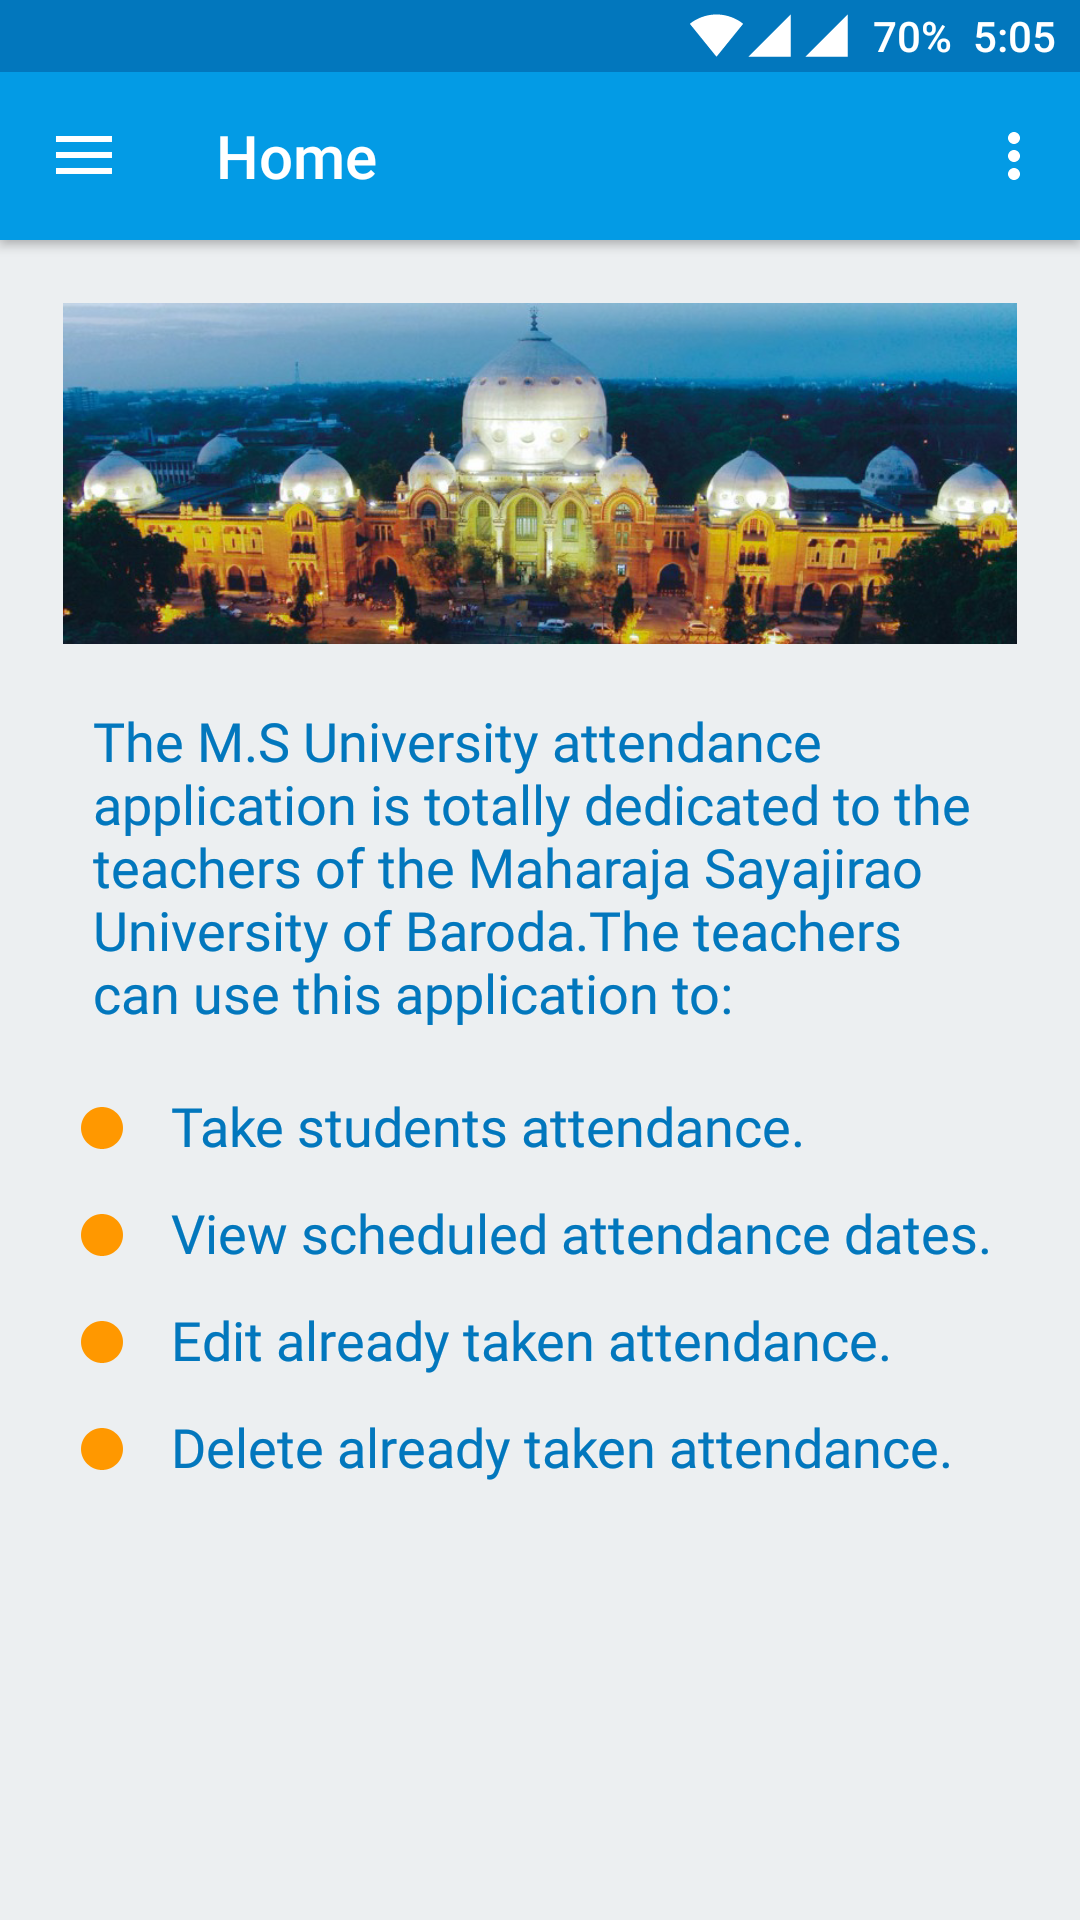 70% 5:05
Home
The M.S University attendance
application is totally dedicated to the
teachers of the Maharaja Sayajirao
University of Baroda.The teachers
can use this application to:
Take students attendance.
View scheduled attendance dates.
Edit already taken attendance.
Delete already taken attendance.